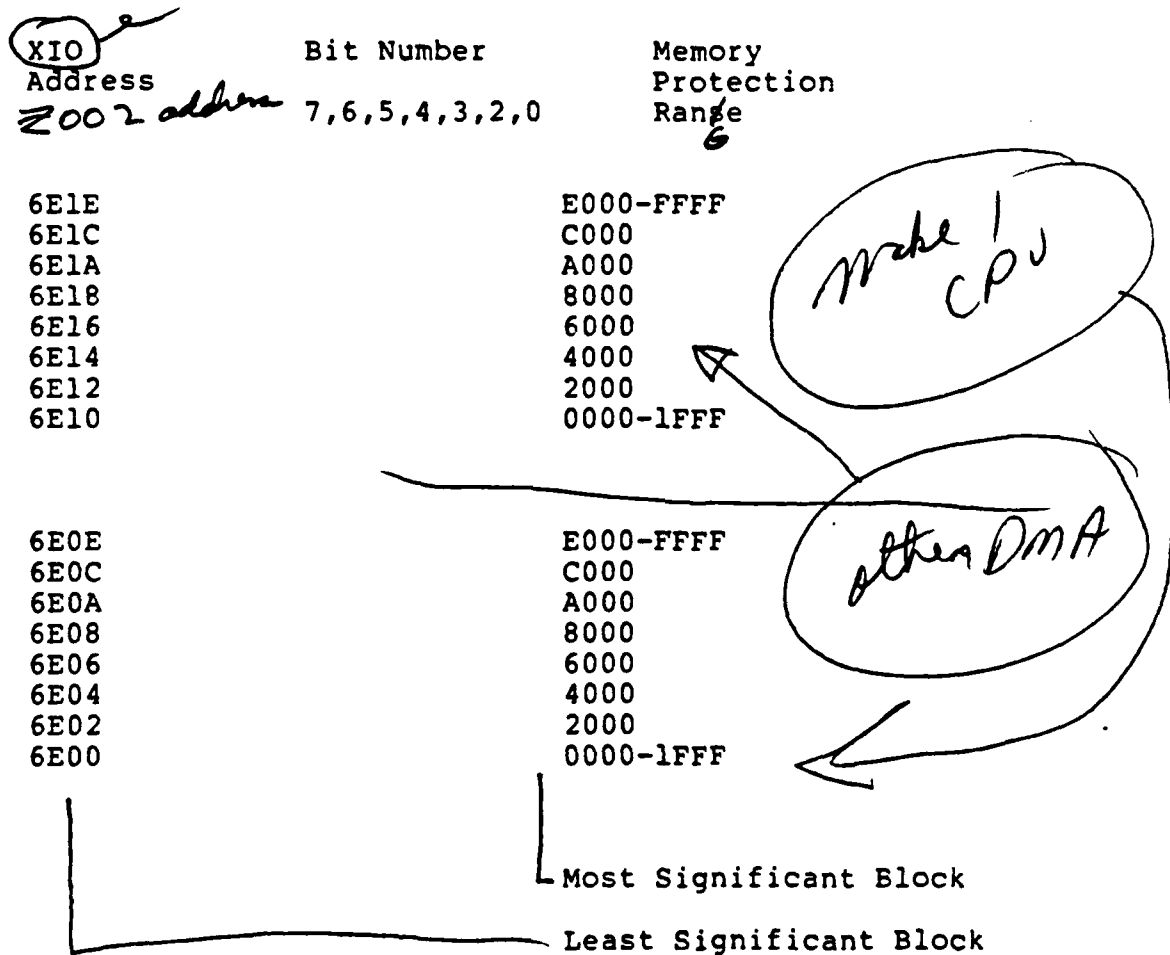 XIO Bit Number Memory
Address Protection
Z002 address 7,6,5,4,3,2,0 Range
G
6E1E E000-FFFF
6E1C C000
6E1A A000
6E18 8000
6E16 6000
6E14 4000
6E12 2000
6E10 0000-1FFF
Make 1
CPU
6E0E E000-FFFF
6E0C C000
6E0A A000
6E08 8000
6E06 6000
6E04 4000
6E02 2000
6E00 0000-1FFF
other DMA
Most Significant Block
Least Significant Block